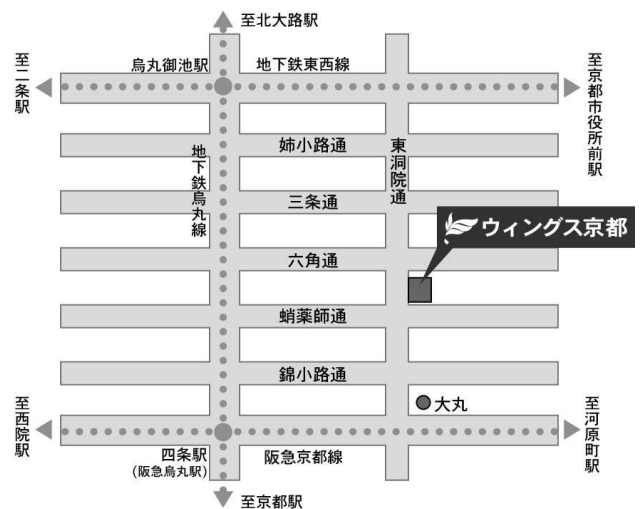 至北大路駅
烏丸御池駅
地下鉄東西線
至二条駅
至京都市役所前駅
姉小路通
地下鉄烏丸線
東洞院通
三条通
ウィングス京都
六角通
蛸薬師通
錦小路通
大丸
至西院駅
至河原町駅
四条駅
(阪急烏丸駅)
阪急京都線
至京都駅